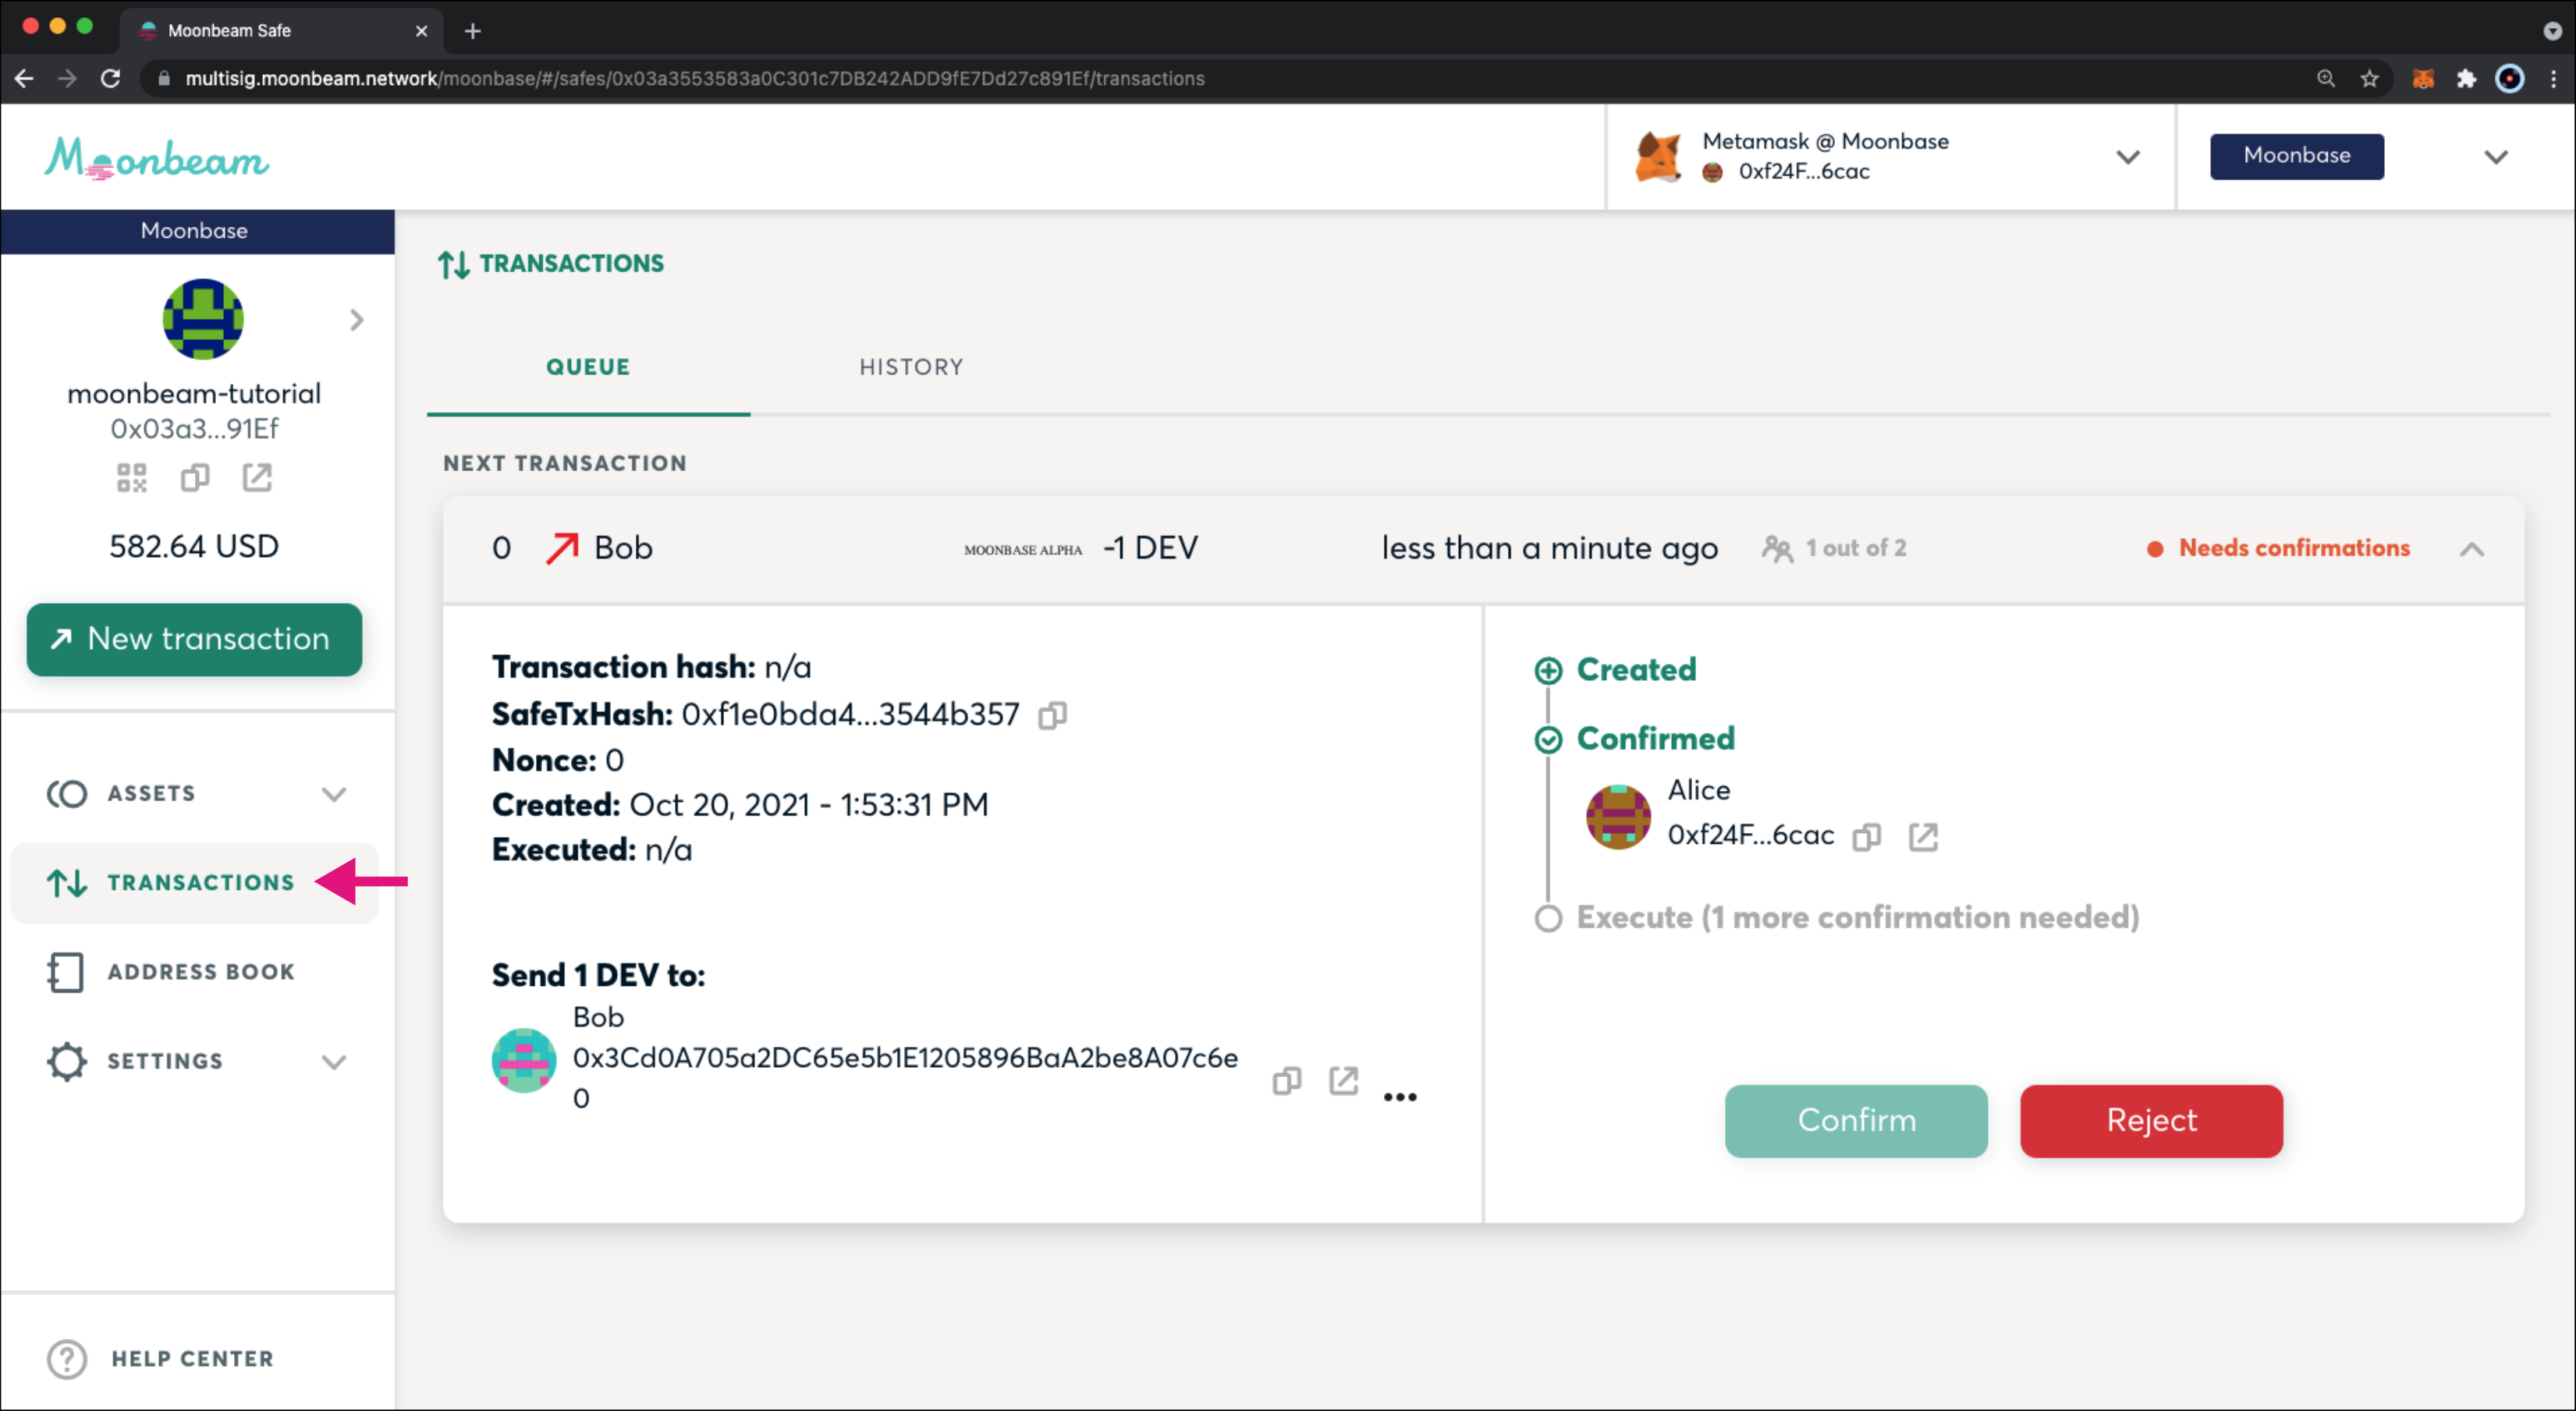 Moonbeam Safe
multisig.moonbeam.network/moonbase/#/safes/0x03a3553583a0C301c7DB242ADD9fE7Dd27c891Ef/transactions
Moonbeam
Metamask @ Moonbase
0xf24F...6cac
Moonbase
Moonbase
moonbeam-tutorial
0x03a3...91Ef
582.64 USD
New transaction
ASSETS
TRANSACTIONS
ADDRESS BOOK
SETTINGS
HELP CENTER
TRANSACTIONS
QUEUE HISTORY
NEXT TRANSACTION
0 Bob MOONBASE ALPHA -1 DEV less than a minute ago 1 out of 2 Needs confirmations
Transaction hash: n/a
SafeTxHash: 0xf1e0bda4...3544b357
Nonce: 0
Created: Oct 20, 2021 - 1:53:31 PM
Executed: n/a
Send 1 DEV to:
Bob
0x3Cd0A705a2DC65e5b1E1205896BaA2be8A07c6e
0
Created
Confirmed
Alice
0xf24F...6cac
Execute (1 more confirmation needed)
Confirm Reject